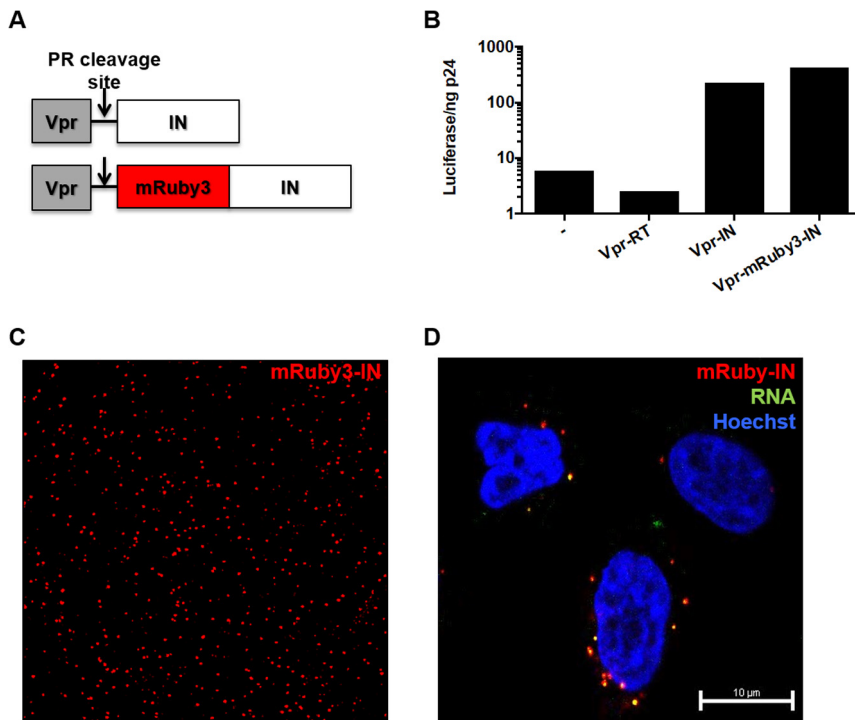 A
PR cleavage
site
Vpr
IN
Vpr
mRuby3
IN
B
Luciferase/ng p24
1000
100
10
1
-
Vpr-RT
Vpr-IN
Vpr-mRuby3-IN
C
mRuby3-IN
D
mRuby-IN
RNA
Hoechst
10 µm